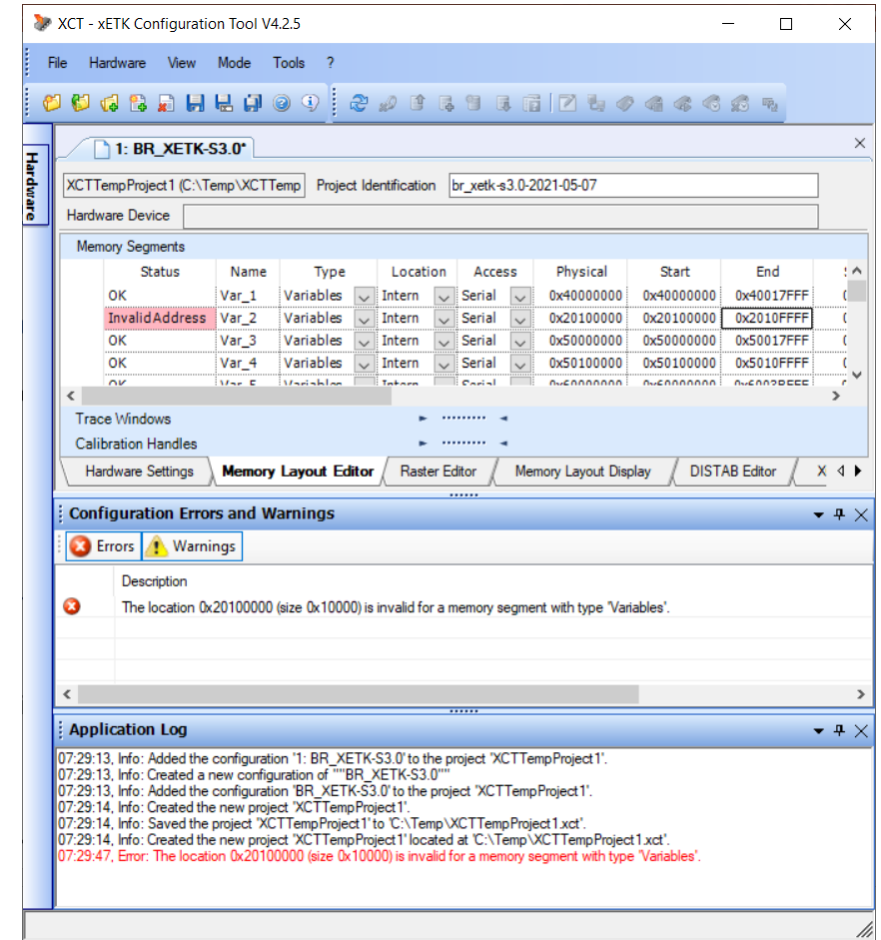 XCT - xETK Configuration Tool V4.2.5
File Hardware View Mode Tools ?
Hardware
1: BR_XETK-S3.0*
XCTTempProject1 (C:\Temp\XCTTemp Project Identification br_xetk-s3.0-2021-05-07
Hardware Device
Memory Segments
Status Name Type Location Access Physical Start End
OK Var_1 Variables Intern Serial 0x40000000 0x40000000 0x40017FFF
InvalidAddress Var_2 Variables Intern Serial 0x20100000 0x20100000 0x2010FFFF
OK Var_3 Variables Intern Serial 0x50000000 0x50000000 0x50017FFF
OK Var_4 Variables Intern Serial 0x50100000 0x50100000 0x5010FFFF
OK Var_5 Variables Intern Serial 0x60000000 0x60000000
Trace Windows
Calibration Handles
Hardware Settings Memory Layout Editor Raster Editor Memory Layout Display DISTAB Editor X
Configuration Errors and Warnings
Errors Warnings
Description
The location 0x20100000 (size 0x10000) is invalid for a memory segment with type 'Variables'.
Application Log
07:29:13, Info: Added the configuration '1: BR_XETK-S3.0' to the project 'XCTTempProject1'.
07:29:13, Info: Created a new configuration of '"'BR_XETK-S3.0'"'
07:29:13, Info: Added the configuration 'BR_XETK-S3.0' to the project 'XCTTempProject1'.
07:29:14, Info: Created the new project 'XCTTempProject1'.
07:29:14, Info: Saved the project 'XCTTempProject1' to 'C:\Temp\XCTTempProject1.xct'.
07:29:14, Info: Created the new project 'XCTTempProject1' located at 'C:\Temp\XCTTempProject1.xct'.
07:29:47, Error: The location 0x20100000 (size 0x10000) is invalid for a memory segment with type 'Variables'.